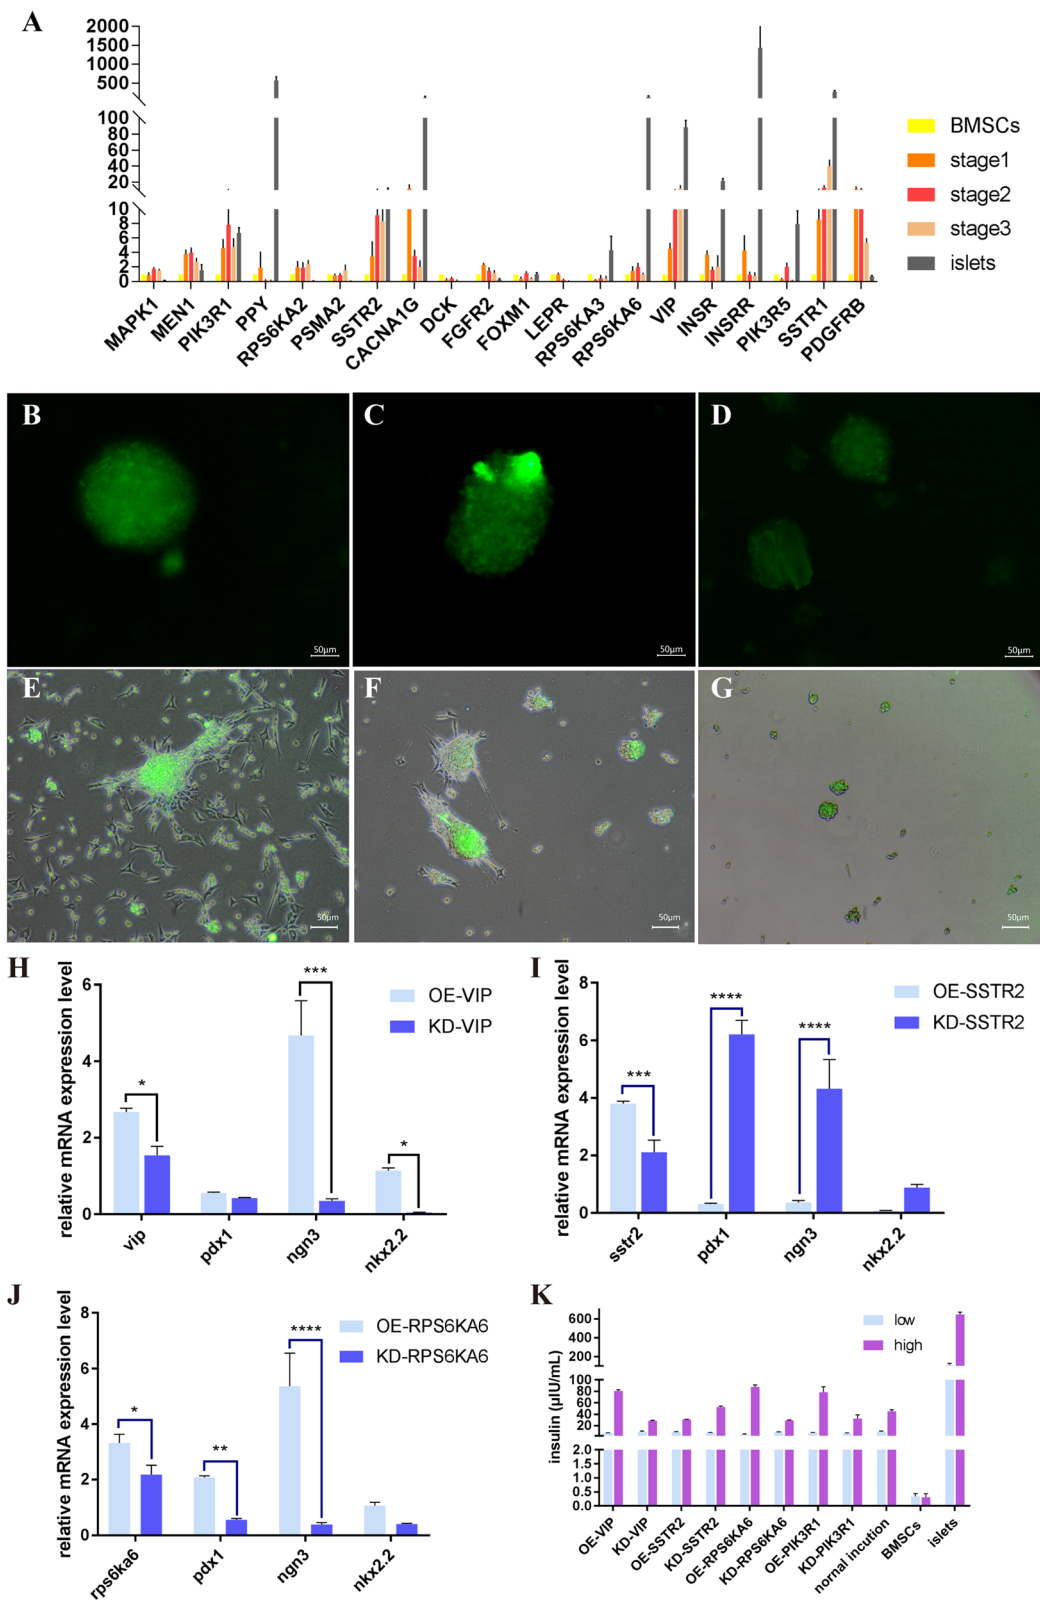 A
2000
1500
1000
500
100
80
60
40
20
10
8
6
4
2
0
BMSCs
stage1
stage2
stage3
islets
MAPK1
MEN1
PIK3R1
PPY
RPS6KA2
PSMA2
SSTR2
CACNA1G
DCK
FGFR2
FOXM1
LEPR
RPS6KA3
RPS6KA6
VIP
INSR
INSRR
PIK3R5
SSTR1
PDGFRB
B
50μm
C
50μm
D
50μm
E
50μm
F
50μm
G
50μm
H
relative mRNA expression level
6
4
2
0
***
*
*
OE-VIP
KD-VIP
vip
pdx1
ngn3
nkx2.2
I
relative mRNA expression level
8
6
4
2
0
***
****
****
OE-SSTR2
KD-SSTR2
sstr2
pdx1
ngn3
nkx2.2
J
relative mRNA expression level
8
6
4
2
0
*
**
****
OE-RPS6KA6
KD-RPS6KA6
rps6ka6
pdx1
ngn3
nkx2.2
K
insulin (μIU/mL)
600
400
200
100
80
60
40
20
2.0
1.5
1.0
0.5
0.0
low
high
OE-VIP
KD-VIP
OE-SSTR2
KD-SSTR2
OE-RPS6KA6
KD-RPS6KA6
OE-PIK3R1
KD-PIK3R1
nornal incution
BMSCs
islets